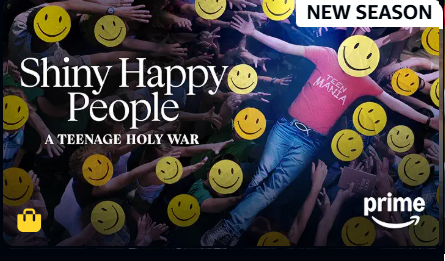 NEW SEASON
Shiny Happy
People
A TEENAGE HOLY WAR
TEEN
MANIA
prime